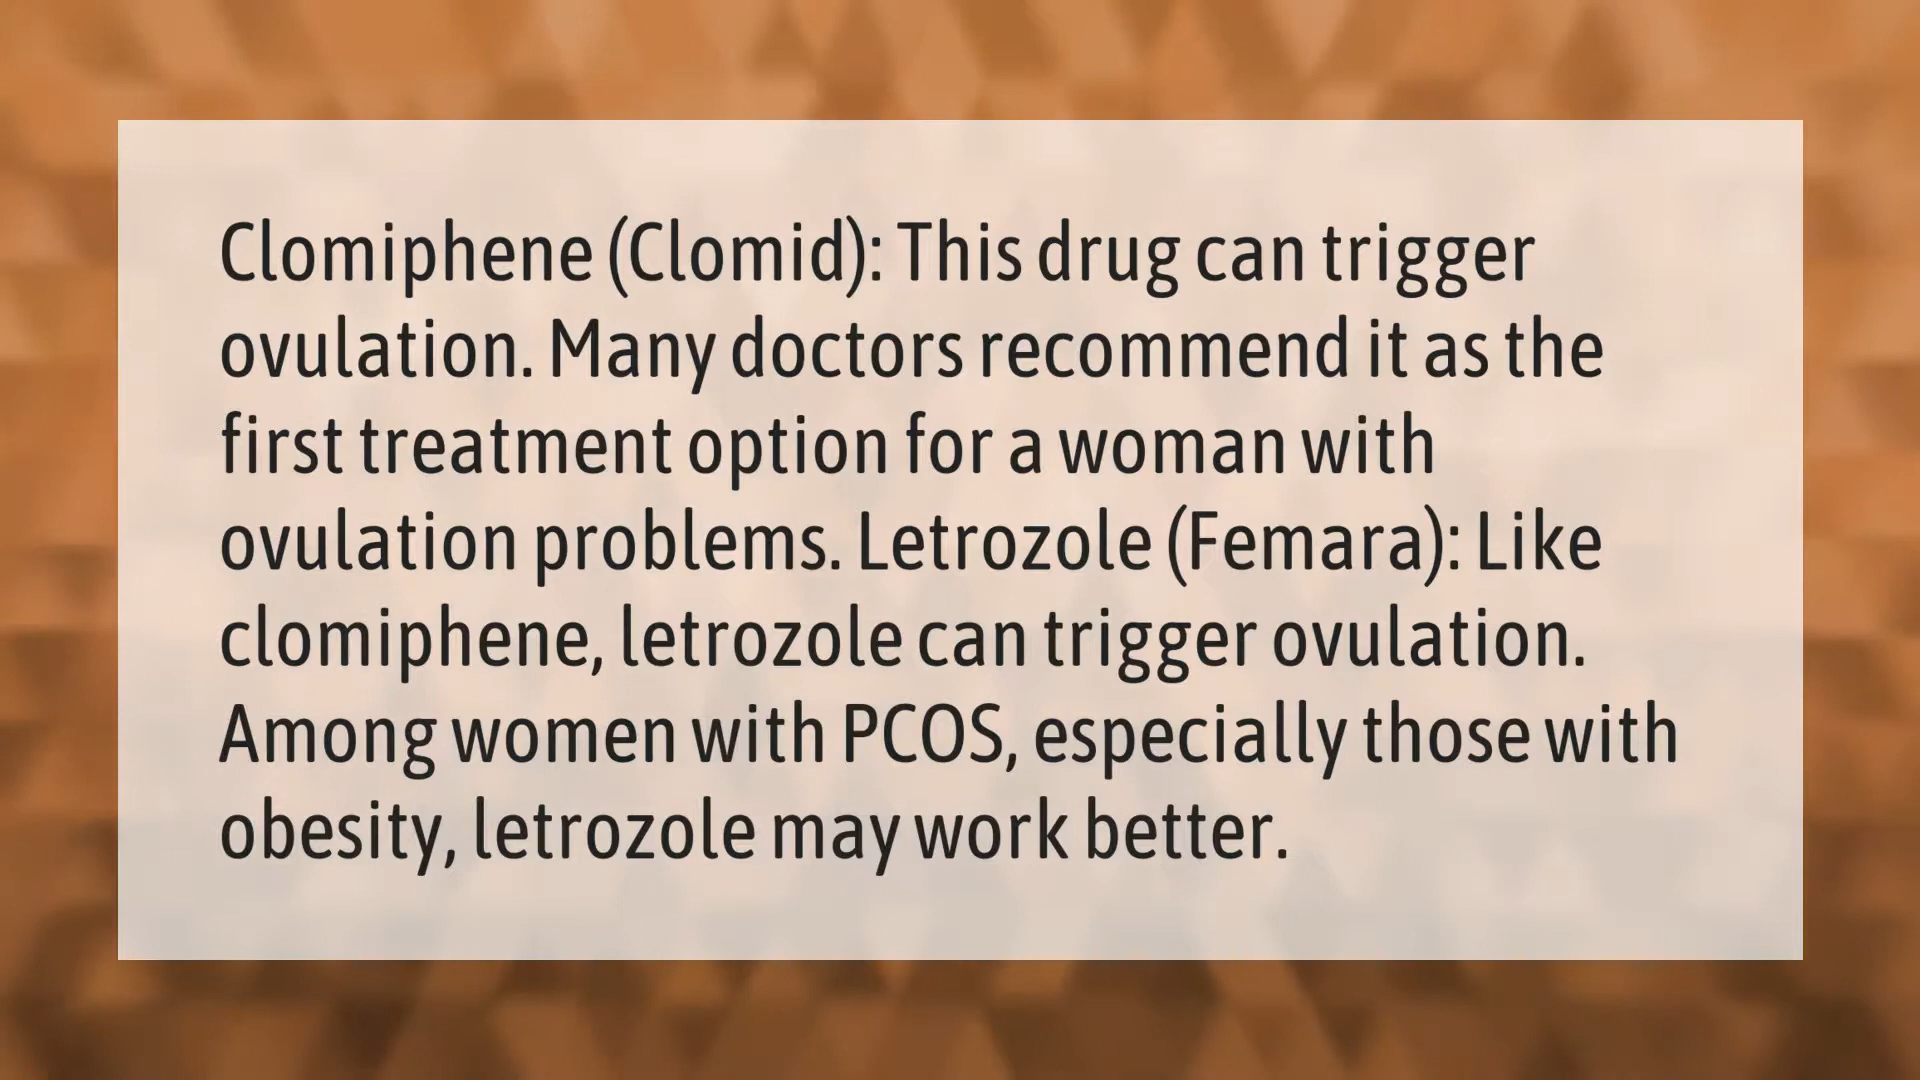 Clomiphene (Clomid): This drug can trigger
ovulation. Many doctors recommend it as the
first treatment option for a woman with
ovulation problems. Letrozole (Femara): Like
clomiphene, letrozole can trigger ovulation.
Among women with PCOS, especially those with
obesity, letrozole may work better.